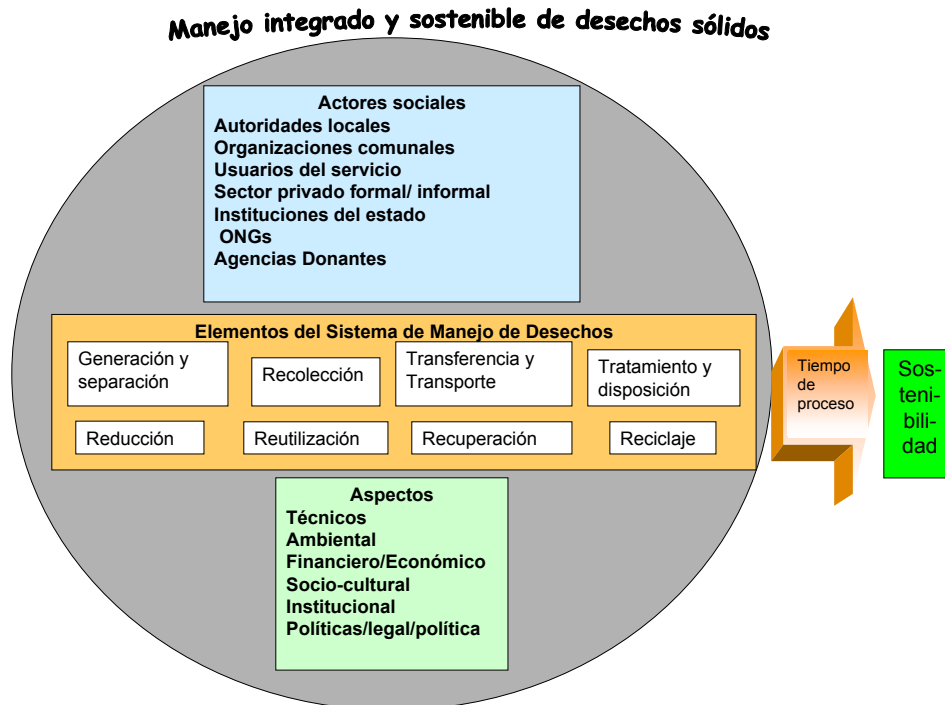 Manejo integrado y sostenible de desechos sólidos
Actores sociales
Autoridades locales
Organizaciones comunales
Usuarios del servicio
Sector privado formal/ informal
Instituciones del estado
ONGs
Agencias Donantes
Elementos del Sistema de Manejo de Desechos
Generación y
separación
Recolección
Transferencia y
Transporte
Tratamiento y
disposición
Reducción
Reutilización
Recuperación
Reciclaje
Tiempo
de
proceso
Sos-
teni-
bili-
dad
Aspectos
Técnicos
Ambiental
Financiero/Económico
Socio-cultural
Institucional
Políticas/legal/política